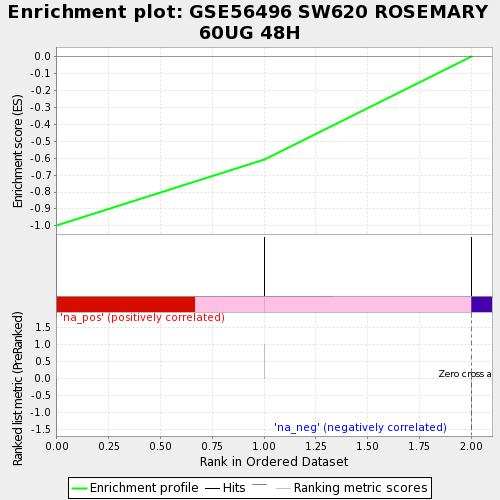 Enrichment plot: GSE56496 SW620 ROSEMARY
60UG 48H
Enrichment score (ES)
0.0
-0.1
-0.2
-0.3
-0.4
-0.5
-0.6
-0.7
-0.8
-0.9
-1.0
'na_pos' (positively correlated)
Ranked list metric (PreRanked)
1.5
1.0
0.5
0.0
-0.5
-1.0
-1.5
Zero cross a
'na_neg' (negatively correlated)
0.00 0.25 0.50 0.75 1.00 1.25 1.50 1.75 2.00
Rank in Ordered Dataset
Enrichment profile Hits Ranking metric scores